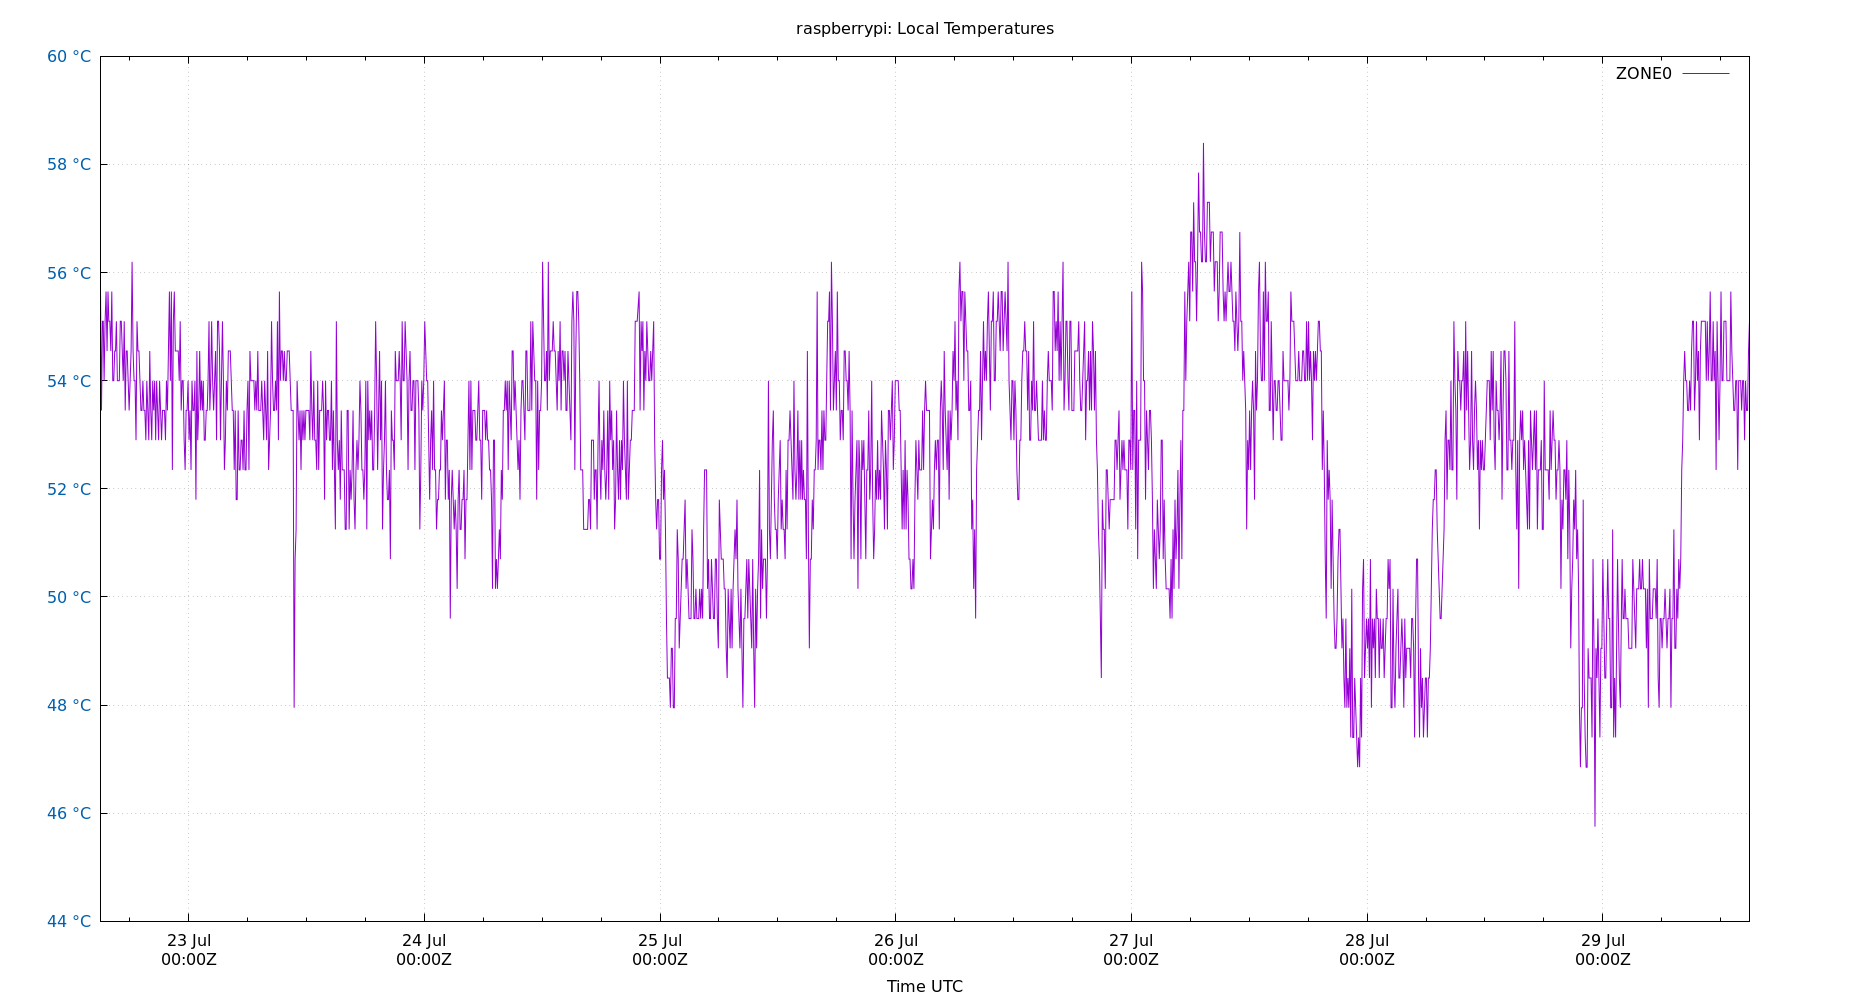 raspberrypi: Local Temperatures
60 °C
ZONE0
58 °C
56 °C
54 °C
52 °C
50 °C
48 °C
46 °C
44 °C
23 Jul 24 Jul 25 Jul 26 Jul 27 Jul 28 Jul 29 Jul
00:00Z 00:00Z 00:00Z 00:00Z 00:00Z 00:00Z 00:00Z
Time UTC